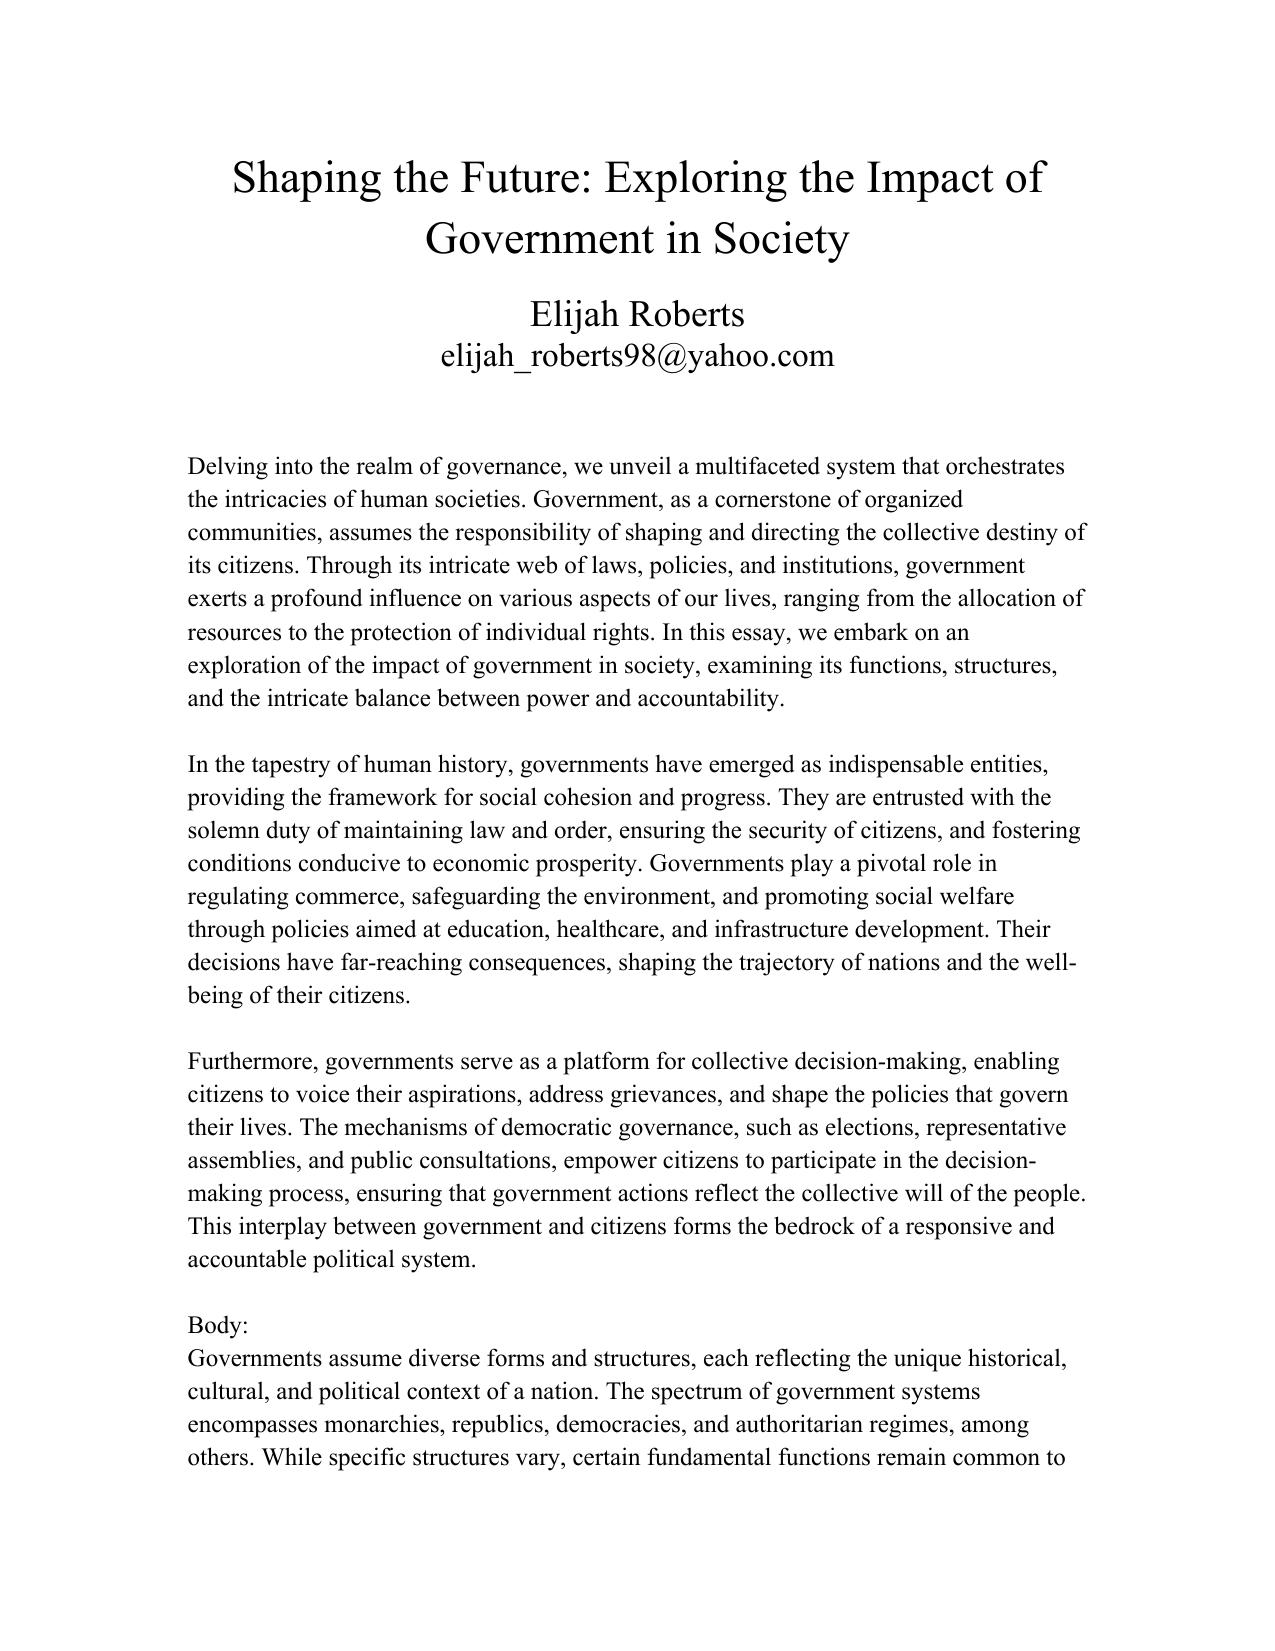 Shaping the Future: Exploring the Impact of
Government in Society
Elijah Roberts
elijah_roberts98@yahoo.com
Delving into the realm of governance, we unveil a multifaceted system that orchestrates
the intricacies of human societies. Government, as a cornerstone of organized
communities, assumes the responsibility of shaping and directing the collective destiny of
its citizens. Through its intricate web of laws, policies, and institutions, government
exerts a profound influence on various aspects of our lives, ranging from the allocation of
resources to the protection of individual rights. In this essay, we embark on an
exploration of the impact of government in society, examining its functions, structures,
and the intricate balance between power and accountability.
In the tapestry of human history, governments have emerged as indispensable entities,
providing the framework for social cohesion and progress. They are entrusted with the
solemn duty of maintaining law and order, ensuring the security of citizens, and fostering
conditions conducive to economic prosperity. Governments play a pivotal role in
regulating commerce, safeguarding the environment, and promoting social welfare
through policies aimed at education, healthcare, and infrastructure development. Their
decisions have far-reaching consequences, shaping the trajectory of nations and the well-
being of their citizens.
Furthermore, governments serve as a platform for collective decision-making, enabling
citizens to voice their aspirations, address grievances, and shape the policies that govern
their lives. The mechanisms of democratic governance, such as elections, representative
assemblies, and public consultations, empower citizens to participate in the decision-
making process, ensuring that government actions reflect the collective will of the people.
This interplay between government and citizens forms the bedrock of a responsive and
accountable political system.
Body:
Governments assume diverse forms and structures, each reflecting the unique historical,
cultural, and political context of a nation. The spectrum of government systems
encompasses monarchies, republics, democracies, and authoritarian regimes, among
others. While specific structures vary, certain fundamental functions remain common to